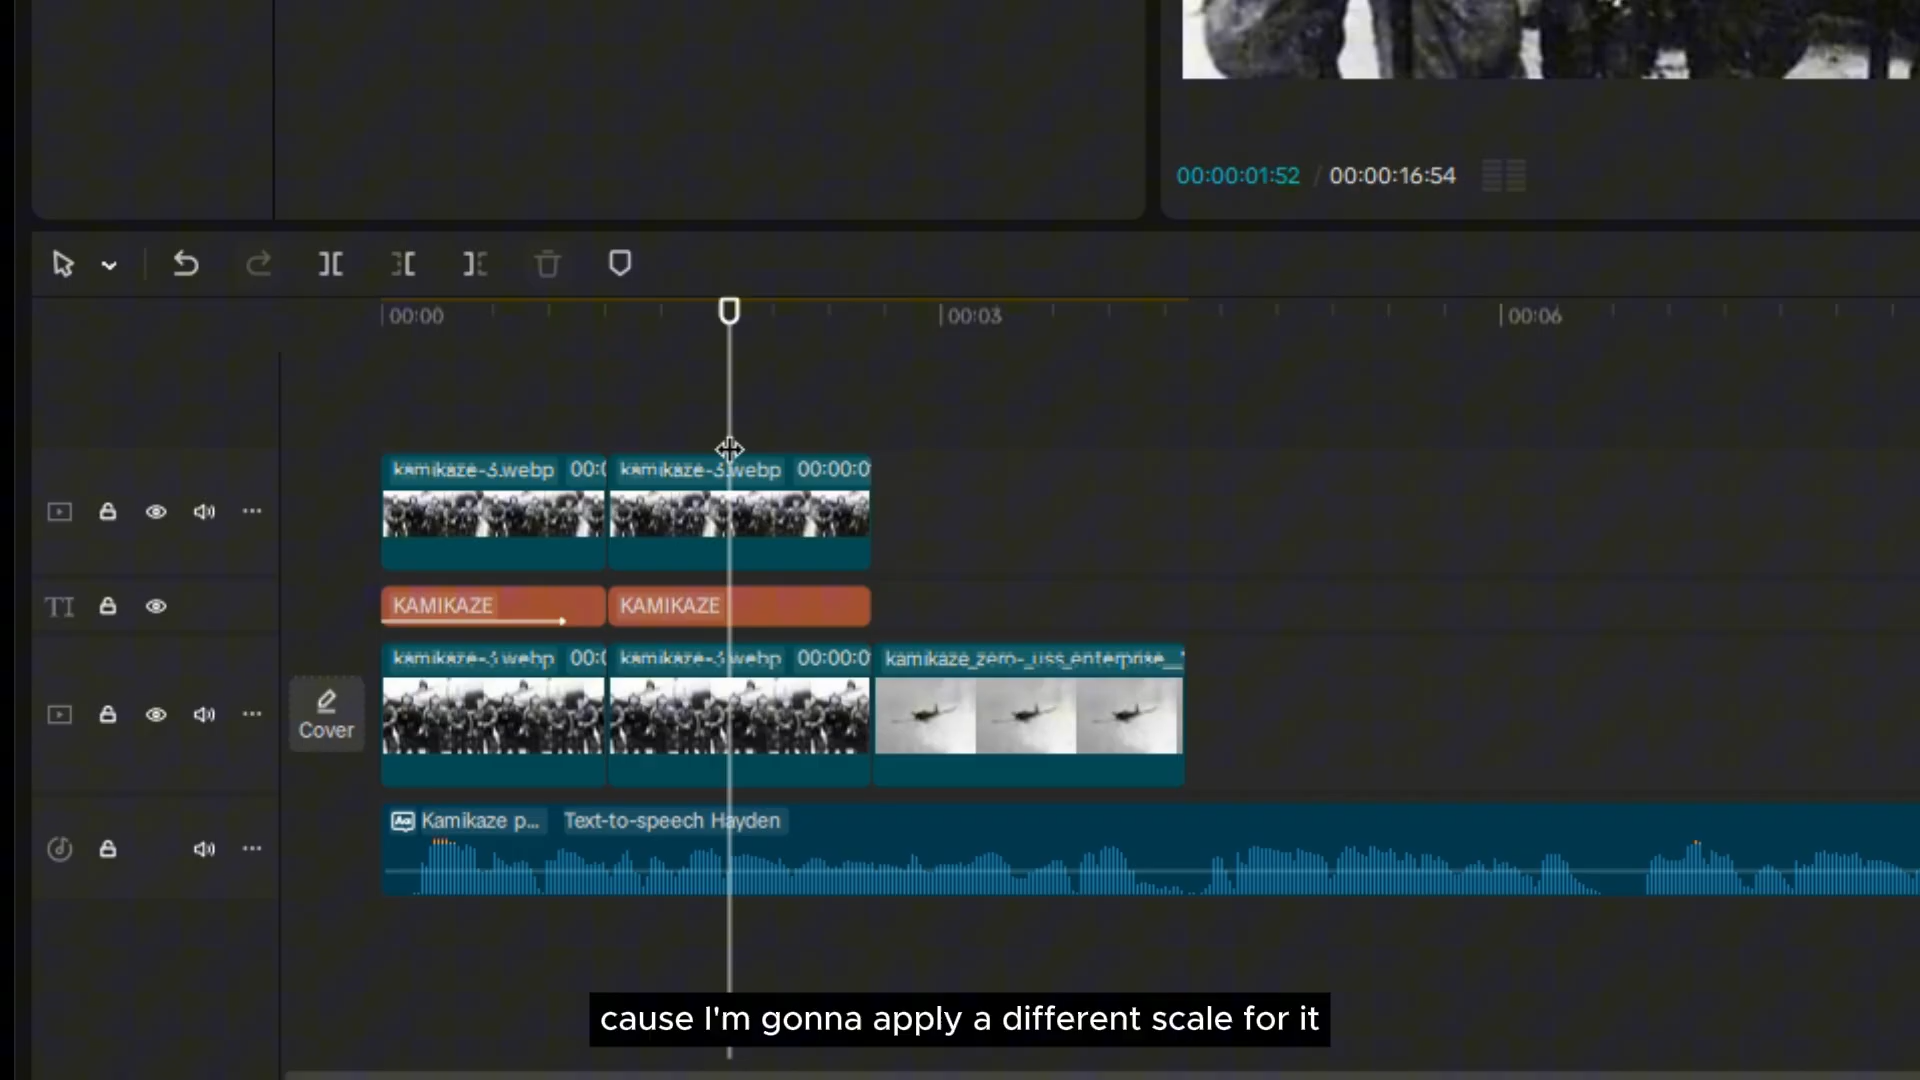 00:00:01:52 / 00:00:16:54
00:00 00:03 00:06
kamikaze-3.webp 00:0 kamikaze-3.webp 00:00:0
TI KAMIKAZE KAMIKAZE
kamikaze-3.webp 00:0 kamikaze-3.webp 00:00:0 kamikaze_zero-_uss_enterprise_
Cover
Kamikaze p... Text-to-speech Hayden
cause I'm gonna apply a different scale for it